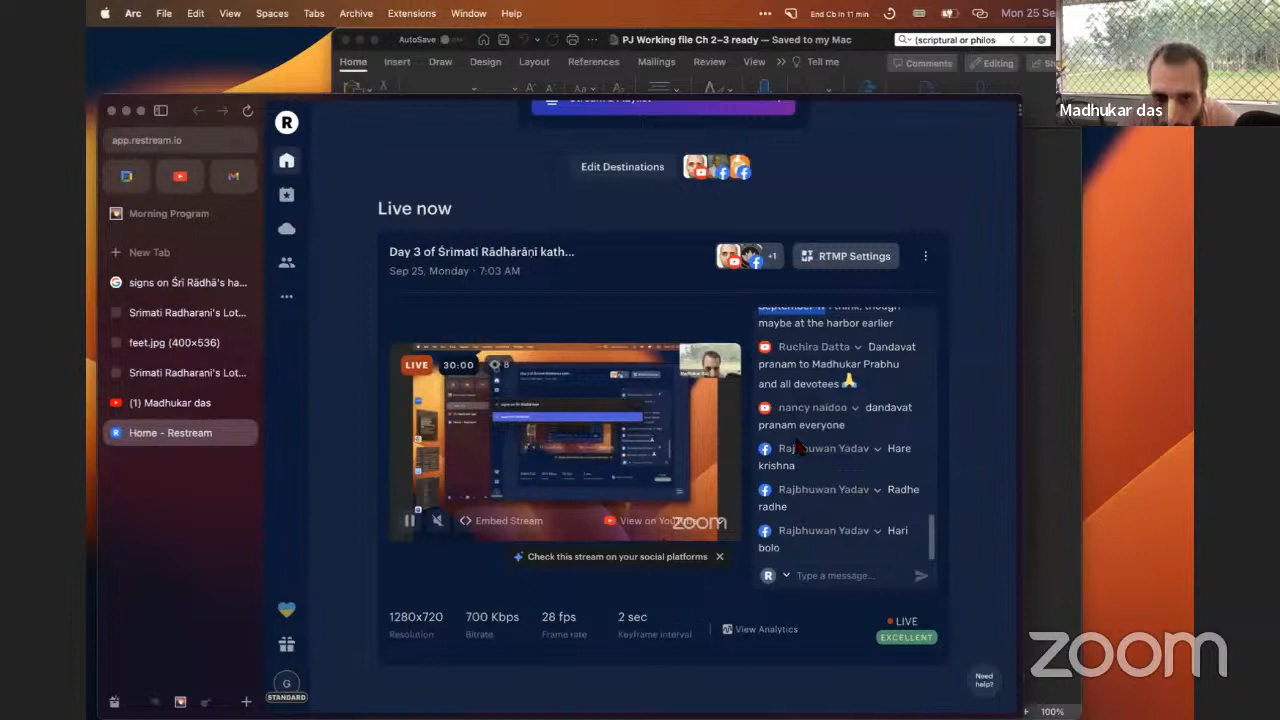 Arc File Edit View Spaces Tabs Archive Extensions Window Help
End Cb in 11 min
Mon 25 Se
AutoSave
PJ Working file Ch 2–3 ready — Saved to my Mac
(scriptural or philos
Home Insert Draw Design Layout References Mailings Review View Tell me
Comments
Editing
Madhukar das
app.restream.io
Morning Program
New Tab
signs on Śrī Rādhā's ha...
Srimati Radharani's Lot...
feet.jpg (400×536)
Srimati Radharani's Lot...
(1) Madhukar das
Home - Restream
R
Edit Destinations
Live now
Day 3 of Śrīmatī Rādhārāṇī kath...
Sep 25, Monday · 7:03 AM
+1
RTMP Settings
LIVE 30:00 8
Embed Stream
View on YouTube
zoom
Check this stream on your social platforms
maybe at the harbor earlier
Ruchira Datta Dandavat
pranam to Madhukar Prabhu
and all devotees
nancy naidoo dandavat
pranam everyone
Rajbhuwan Yadav Hare
krishna
Rajbhuwan Yadav Radhe
radhe
Rajbhuwan Yadav Hari
bolo
R Type a message...
1280x720 700 Kbps 28 fps 2 sec
Resolution Bitrate Frame rate Keyframe interval
View Analytics
LIVE
EXCELLENT
G
STANDARD
Need
help?
zoom
100%